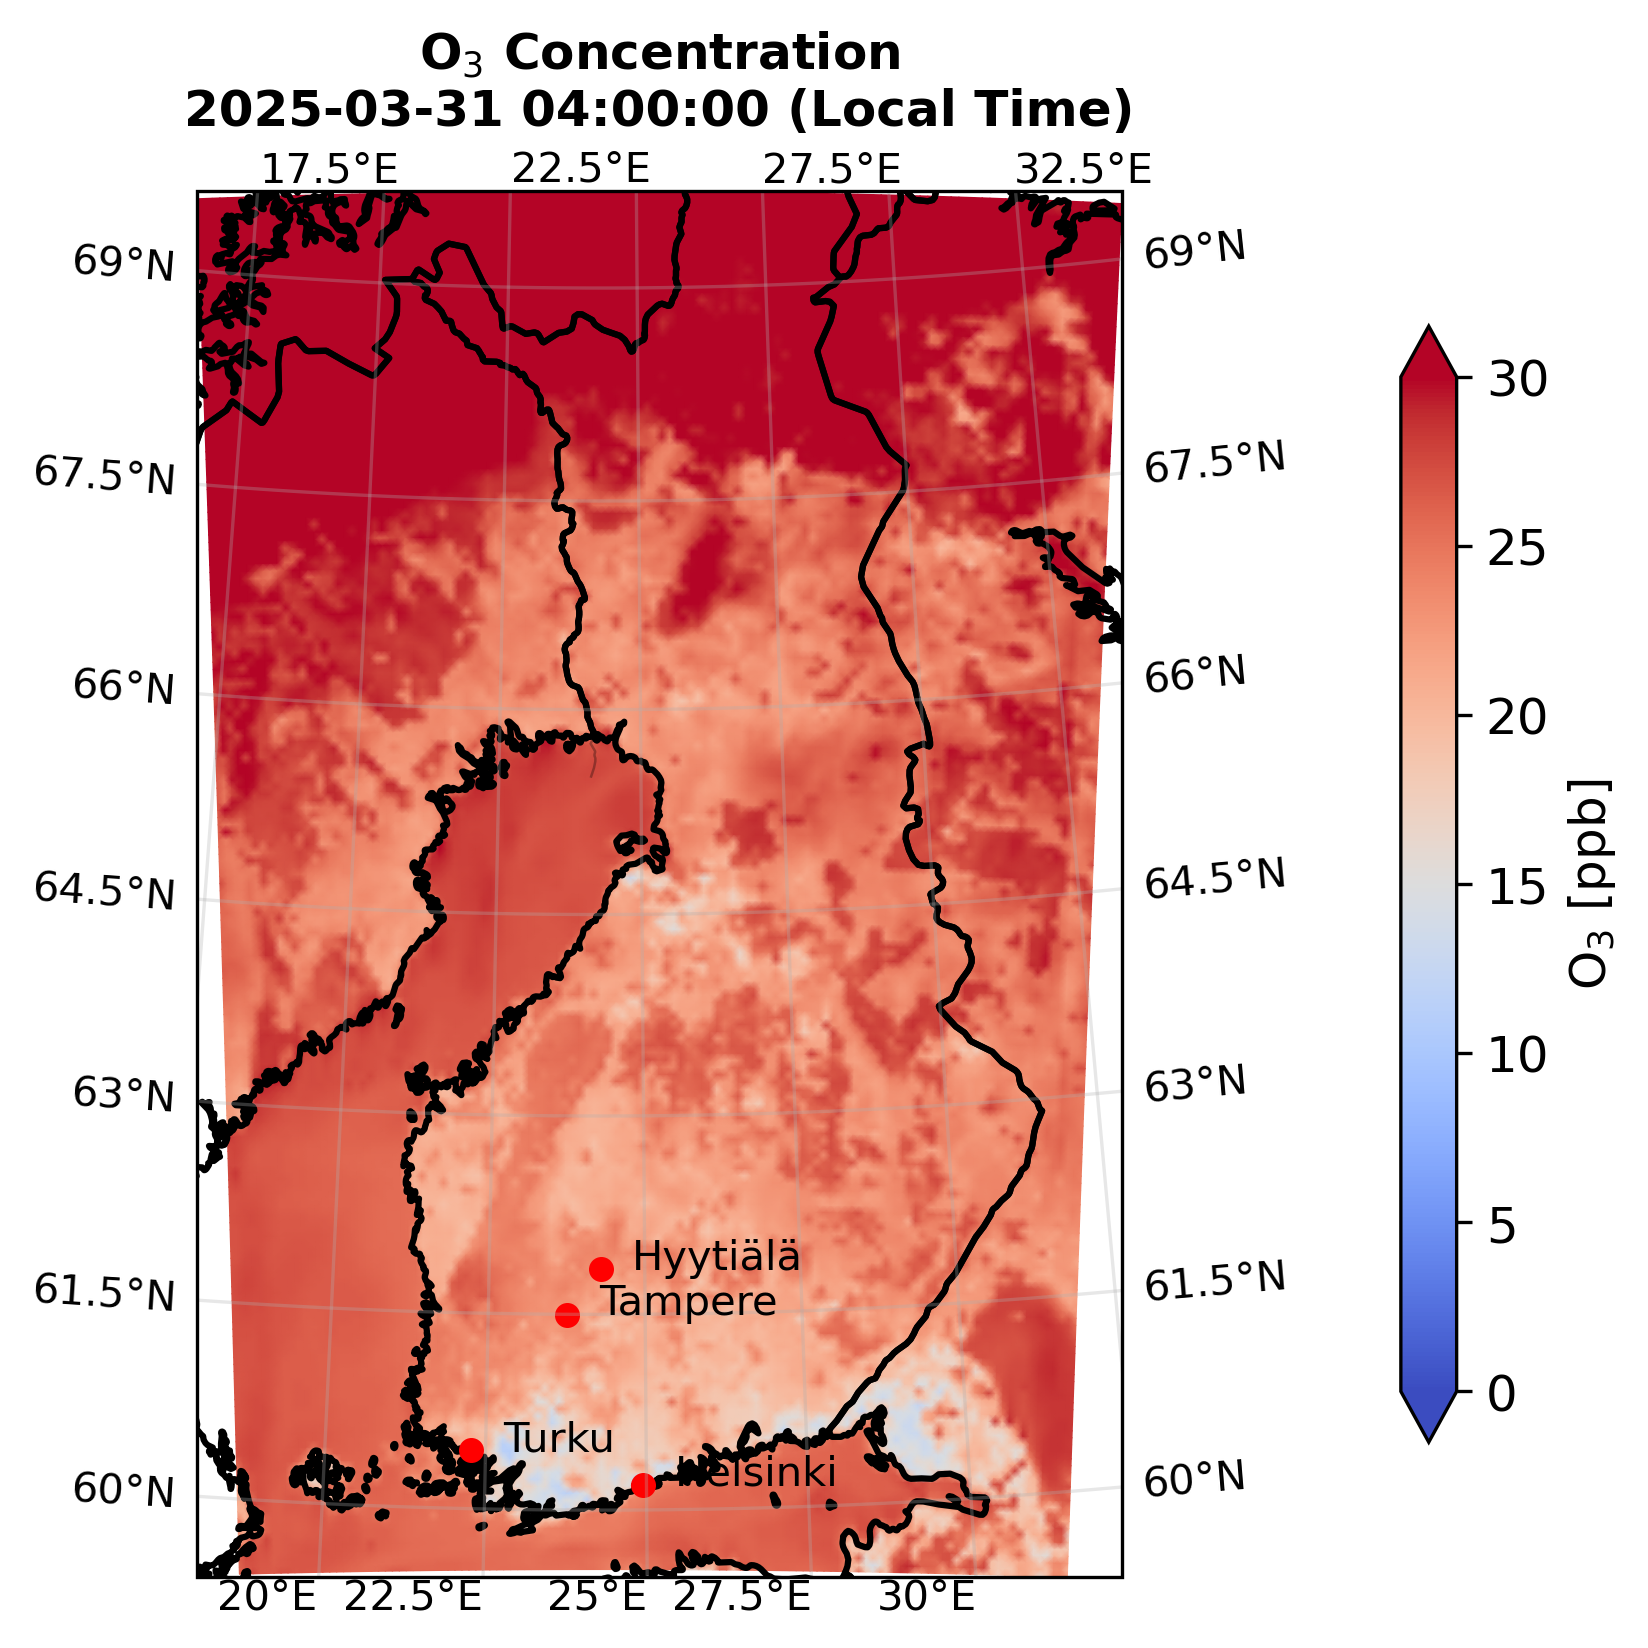 O₃ Concentration
2025-03-31 04:00:00 (Local Time)
17.5°E 22.5°E 27.5°E 32.5°E
69°N 69°N
67.5°N 67.5°N
66°N 66°N
64.5°N 64.5°N
63°N 63°N
61.5°N 61.5°N
60°N 60°N
Hyytiälä
Tampere
Turku
Helsinki
20°E 22.5°E 25°E 27.5°E 30°E
30
25
20
15
10
5
0
O₃ [ppb]